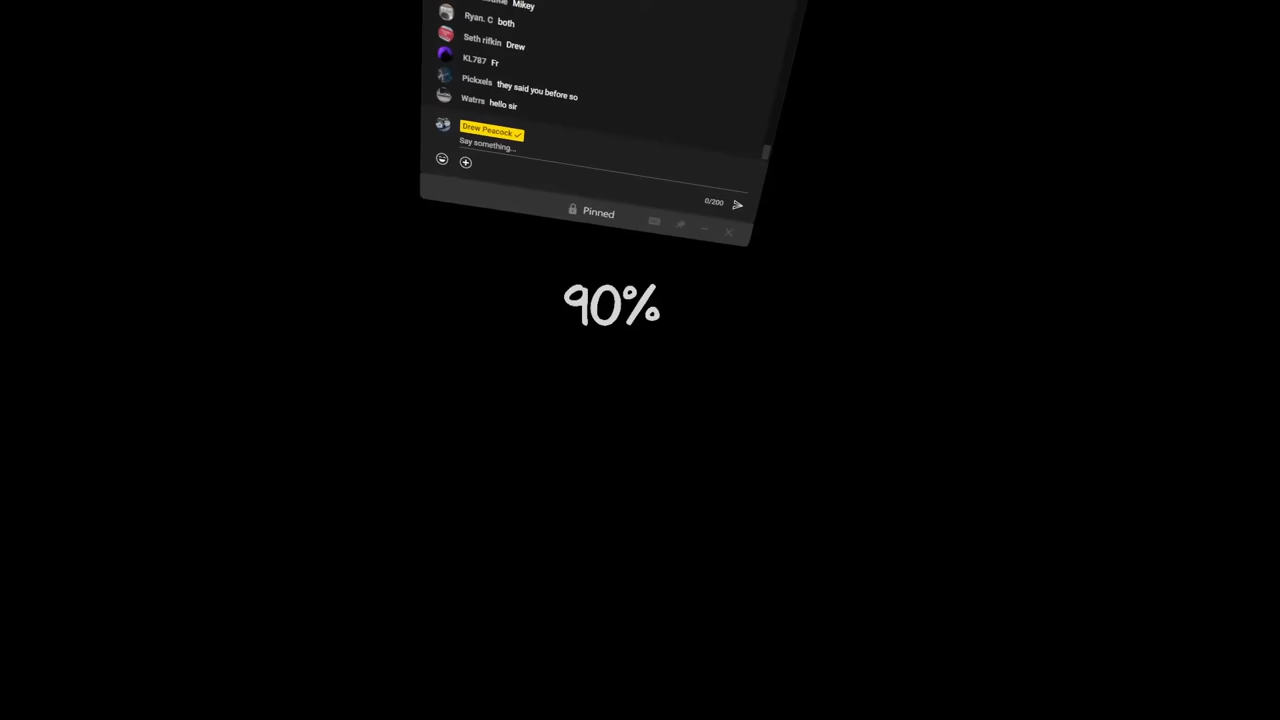 Mikey
Ryan. C both
Seth rifkin Drew
KL787 Fr
Pickxels they said you before so
Watrrs hello sir
Drew Peacock ✓
Say something...
0/200
Pinned
90%